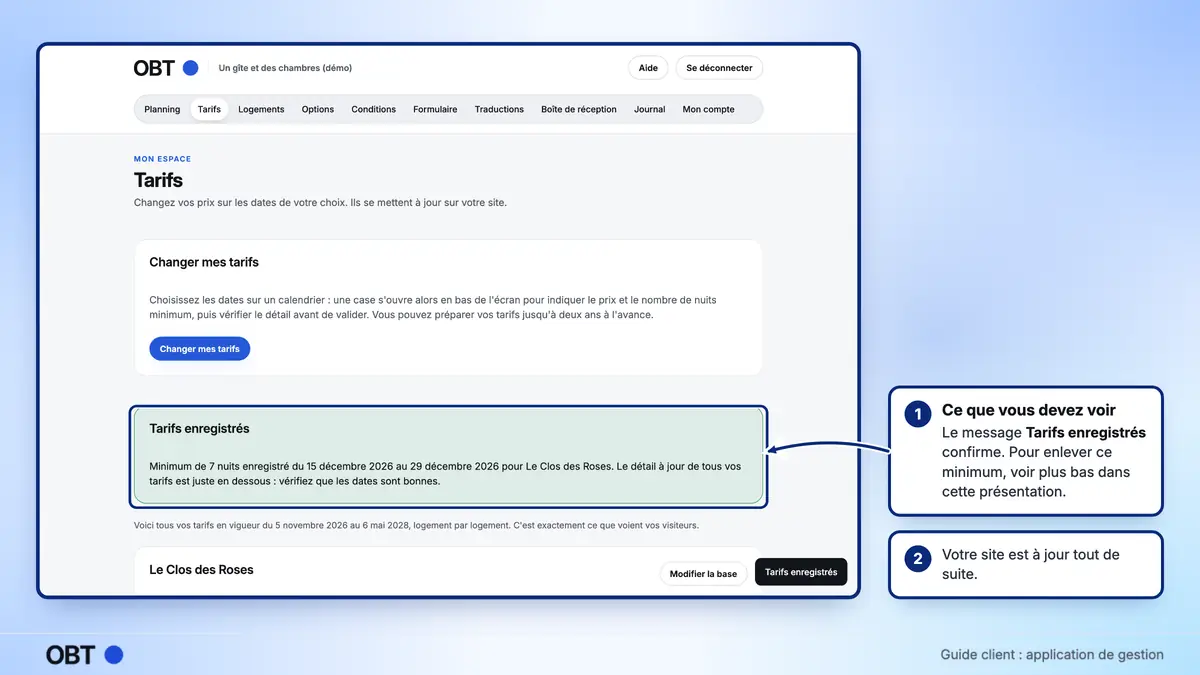 OBT
Un gîte et des chambres (démo)
Aide
Se déconnecter
Planning
Tarifs
Logements
Options
Conditions
Formulaire
Traductions
Boîte de réception
Journal
Mon compte
MON ESPACE
Tarifs
Changez vos prix sur les dates de votre choix. Ils se mettent à jour sur votre site.
Changer mes tarifs
Choisissez les dates sur un calendrier : une case s'ouvre alors en bas de l'écran pour indiquer le prix et le nombre de nuits
minimum, puis vérifier le détail avant de valider. Vous pouvez préparer vos tarifs jusqu'à deux ans à l'avance.
Changer mes tarifs
Tarifs enregistrés
Minimum de 7 nuits enregistré du 15 décembre 2026 au 29 décembre 2026 pour Le Clos des Roses. Le détail à jour de tous vos
tarifs est juste en dessous : vérifiez que les dates sont bonnes.
Voici tous vos tarifs en vigueur du 5 novembre 2026 au 6 mai 2028, logement par logement. C'est exactement ce que voient vos visiteurs.
Le Clos des Roses
Modifier la base
Tarifs enregistrés
1
Ce que vous devez voir
Le message Tarifs enregistrés
confirme. Pour enlever ce
minimum, voir plus bas dans
cette présentation.
2
Votre site est à jour tout de
suite.
OBT
Guide client : application de gestion